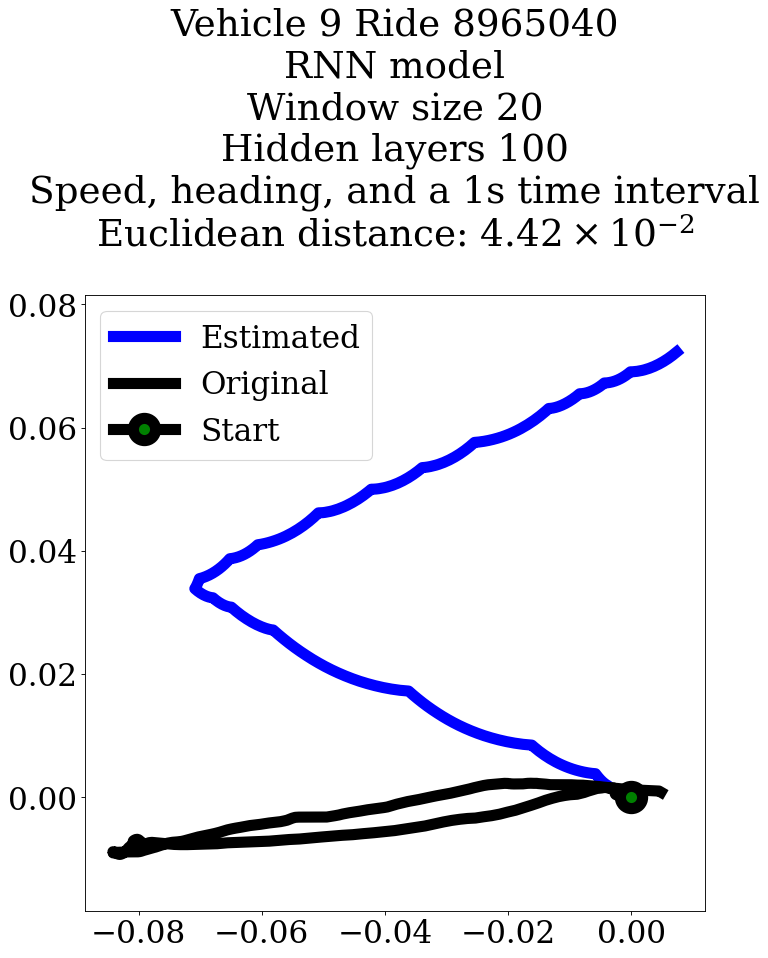 Vehicle 9 Ride 8965040
RNN model
Window size 20
Hidden layers 100
Speed, heading, and a 1s time interval
Euclidean distance: 4.42 × 10⁻²
0.08
0.06
0.04
0.02
0.00
Estimated
Original
Start
−0.08 −0.06 −0.04 −0.02 0.00